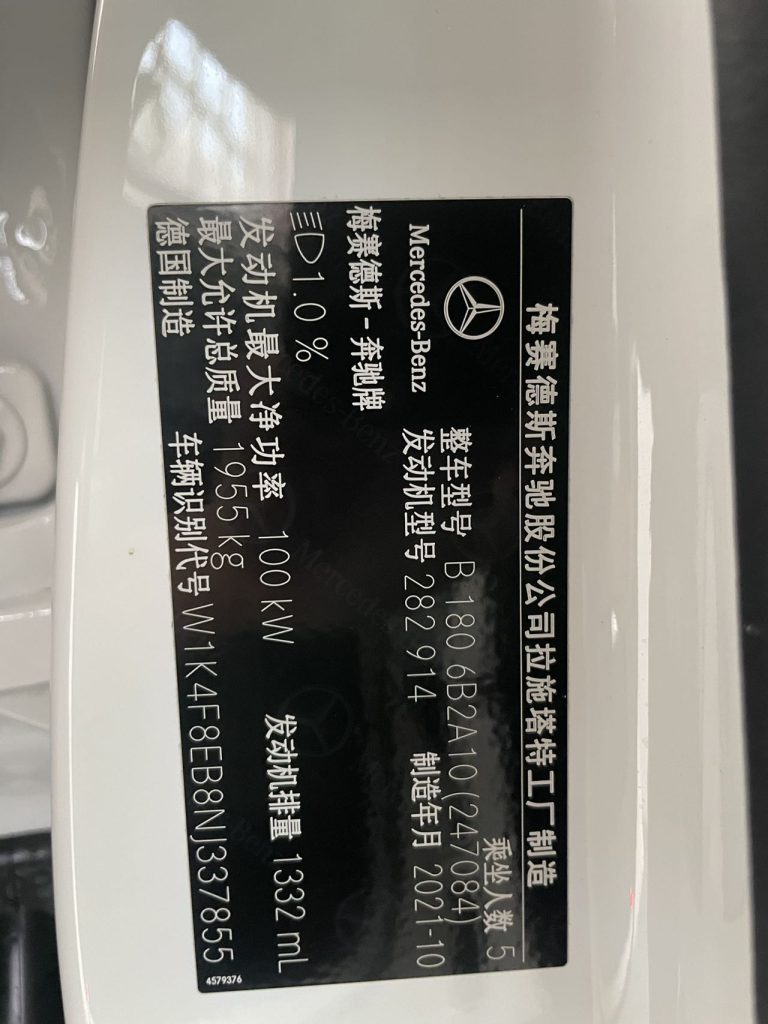 梅赛德斯奔驰股份公司拉施塔特工厂制造
乘坐人数 5
整车型号 B 180 6B2A10(247084)
Mercedes-Benz
发动机型号 282 914 制造年月 2021-10
梅赛德斯-奔驰牌
1.0 %
发动机最大净功率 100 kW 发动机排量 1332 mL
最大允许总质量 1955 kg
德国制造 车辆识别代号 W1K4F8EB8NJ337855
4579376